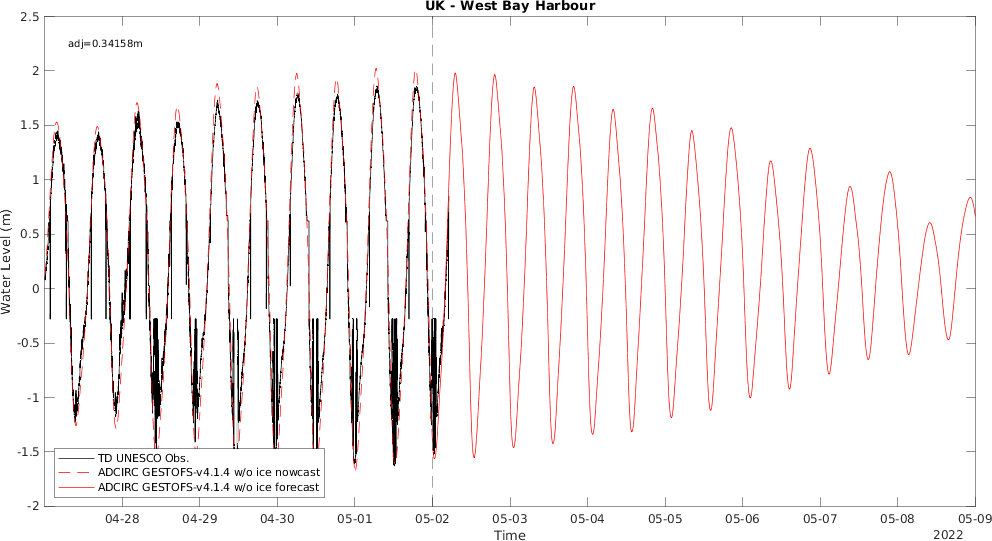 UK - West Bay Harbour
adj=0.34158m
2.5
2
1.5
1
0.5
0
-0.5
-1
-1.5
-2
Water Level (m)
TD UNESCO Obs.
ADCIRC GESTOFS-v4.1.4 w/o ice nowcast
ADCIRC GESTOFS-v4.1.4 w/o ice forecast
04-28 04-29 04-30 05-01 05-02 05-03 05-04 05-05 05-06 05-07 05-08 05-09
Time
2022